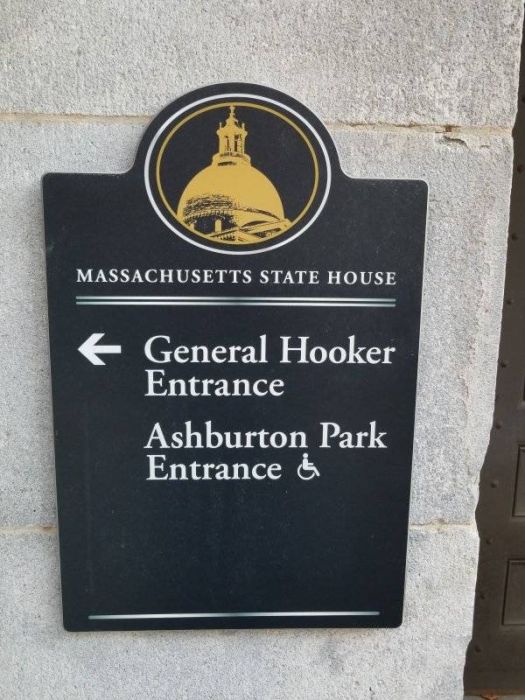 MASSACHUSETTS STATE HOUSE
General Hooker
Entrance
Ashburton Park
Entrance